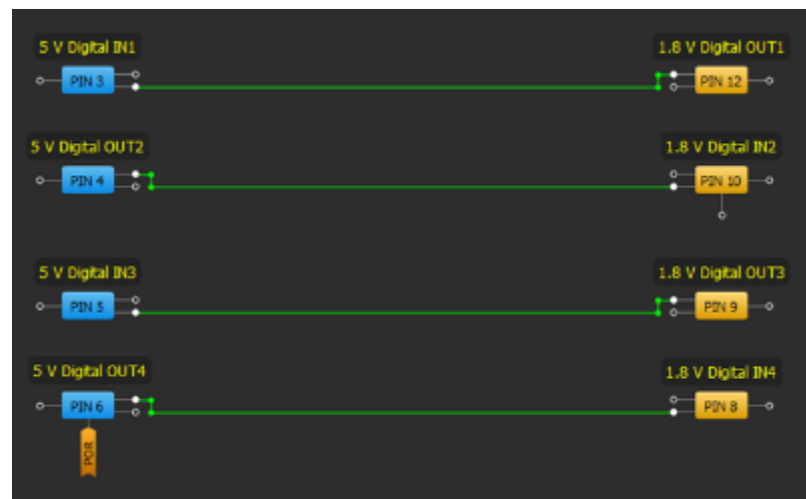 5 V Digital IN1
1.8 V Digital OUT1
PIN 3
PIN 12
5 V Digital OUT2
1.8 V Digital IN2
PIN 4
PIN 10
5 V Digital IN3
1.8 V Digital OUT3
PIN 5
PIN 9
5 V Digital OUT4
1.8 V Digital IN4
PIN 6
PIN 8
POR